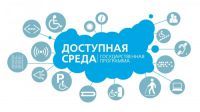 ДОСТУПНАЯ
СРЕДА ГОСУДАРСТВЕННАЯ
ПРОГРАММА